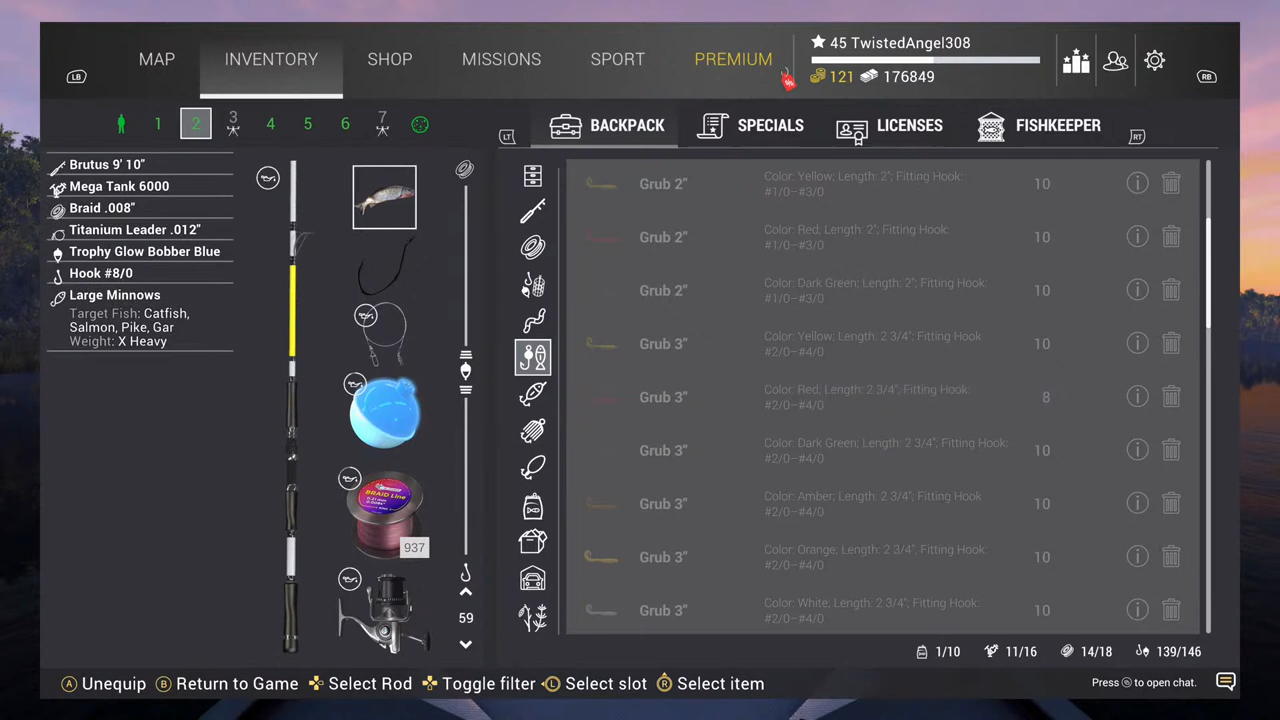 MAP
INVENTORY
SHOP
MISSIONS
SPORT
PREMIUM
45 TwistedAngel308
121 176849
LB
RB
1
2
3
4
5
6
7
LT
BACKPACK
SPECIALS
LICENSES
FISHKEEPER
RT
Brutus 9' 10"
Mega Tank 6000
Braid .008"
Titanium Leader .012"
Trophy Glow Bobber Blue
Hook #8/0
Large Minnows
Target Fish: Catfish,
Salmon, Pike, Gar
Weight: X Heavy
BRAID Line
937
59
Grub 2"
Color: Yellow; Length: 2"; Fitting Hook:
#1/0–#3/0
10
Grub 2"
Color: Red; Length: 2"; Fitting Hook:
#1/0–#3/0
10
Grub 2"
Color: Dark Green; Length: 2"; Fitting Hook:
#1/0–#3/0
10
Grub 3"
Color: Yellow; Length: 2 3/4"; Fitting Hook:
#2/0–#4/0
10
Grub 3"
Color: Red; Length: 2 3/4"; Fitting Hook:
#2/0–#4/0
8
Grub 3"
Color: Dark Green; Length: 2 3/4"; Fitting Hook:
#2/0–#4/0
10
Grub 3"
Color: Amber; Length: 2 3/4"; Fitting Hook:
#2/0–#4/0
10
Grub 3"
Color: Orange; Length: 2 3/4"; Fitting Hook:
#2/0–#4/0
10
Grub 3"
Color: White; Length: 2 3/4"; Fitting Hook:
#2/0–#4/0
10
1/10
11/16
14/18
139/146
A Unequip
B Return to Game
Select Rod
Toggle filter
L Select slot
R Select item
Press to open chat.